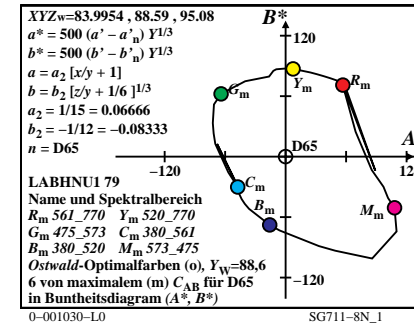 XYZw=83.9954 , 88.59 , 95.08
a* = 500 (a' – a'n) Y1/3
b* = 500 (b' – b'n) Y1/3
a = a2 [x/y + 1]
b = b2 [z/y + 1/6 ]1/3
a2 = 1/15 = 0.06666
b2 = –1/12 = –0.08333
n = D65
B*
120
Gm
Ym
Rm
D65
A
–120
12
LABHNU1 79
Name und Spektralbereich
Rm 561_770 Ym 520_770
Gm 475_573 Cm 380_561
Bm 380_520 Mm 573_475
Ostwald-Optimalfarben (o), YW=88,6
6 von maximalem (m) CAB für D65
in Buntheitsdiagram (A*, B*)
Cm
Bm
Mm
–120
0–001030–L0
SG711–8N_1